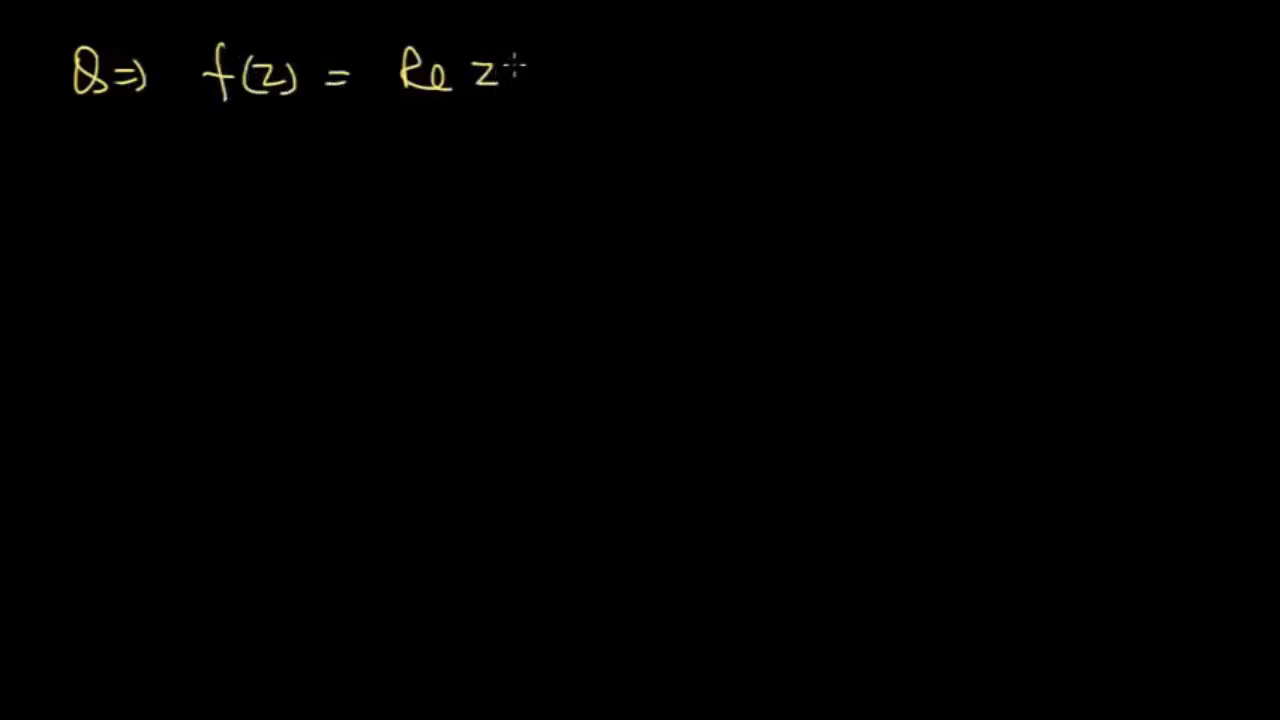 Q⇒ f(z) = Re z